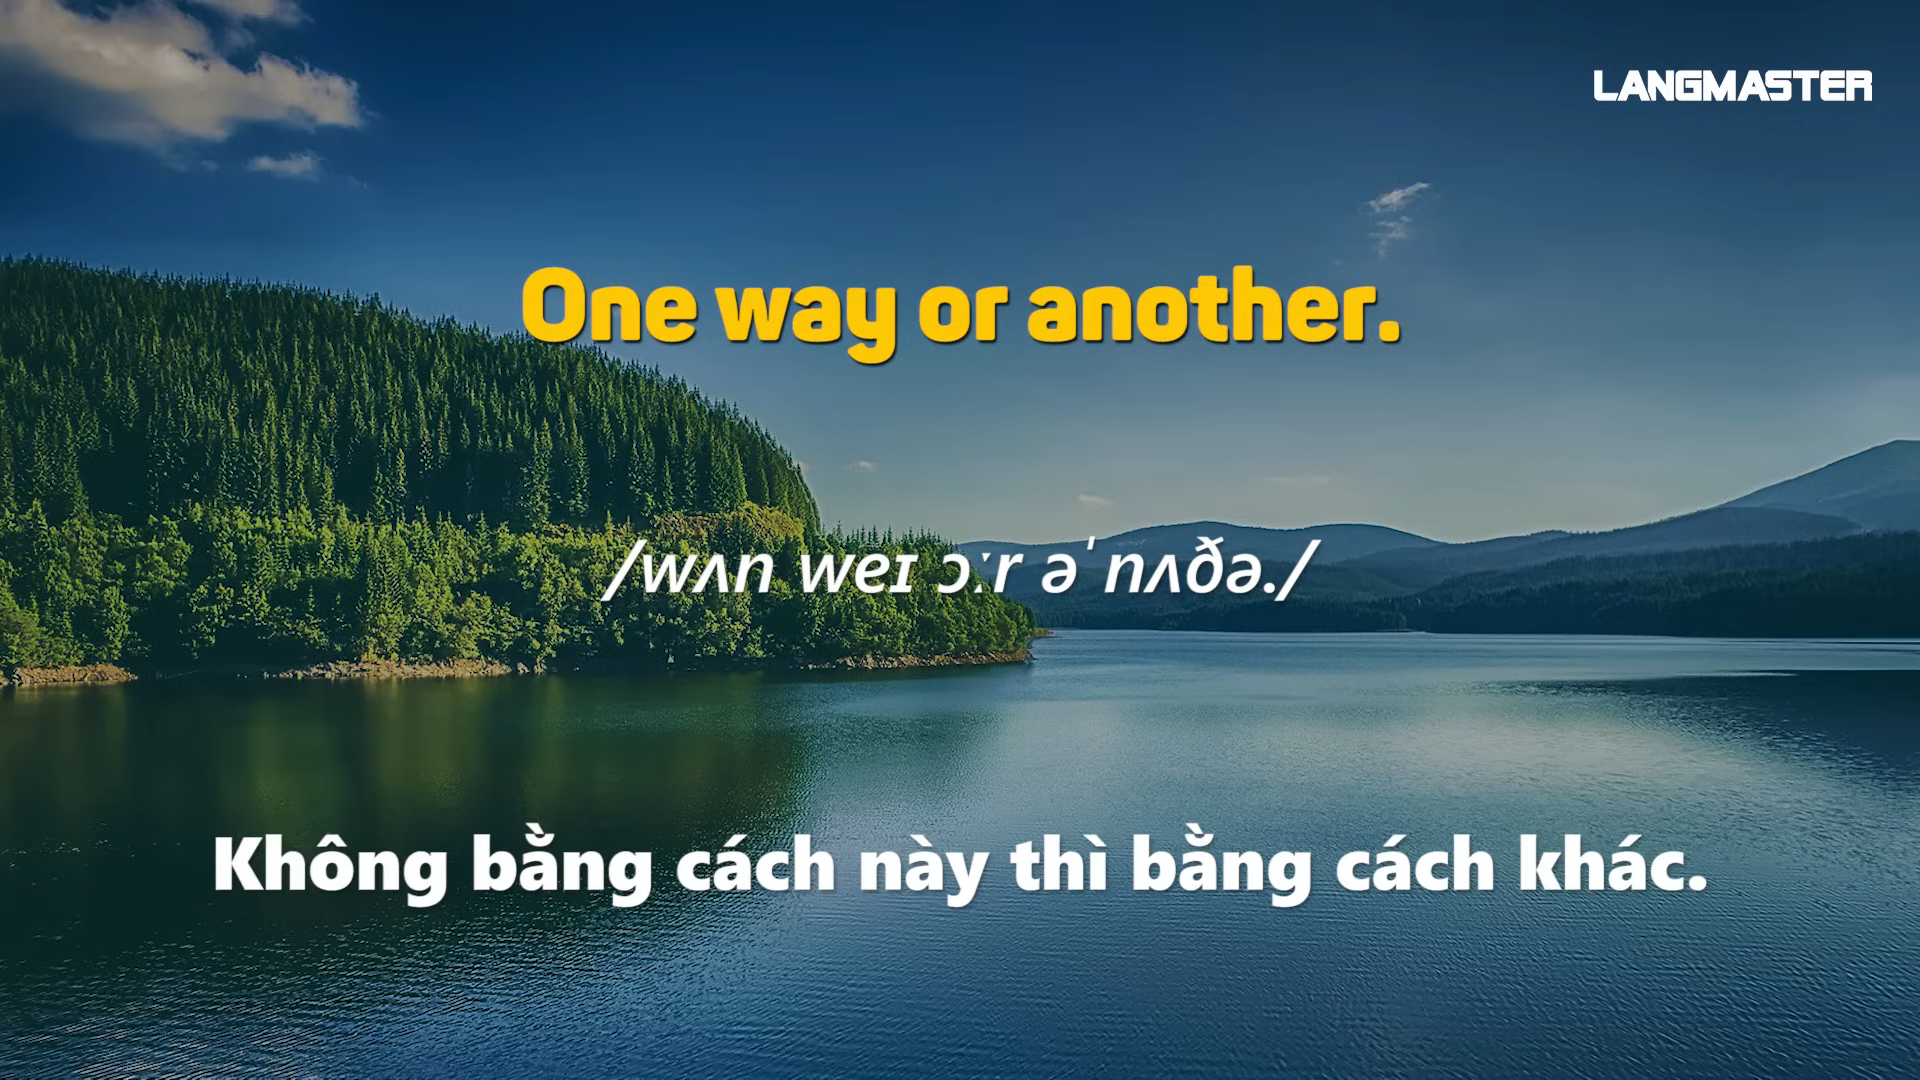 LANGMASTER
One way or another.
/wʌn weɪ ɔːr əˈnʌðə./
Không bằng cách này thì bằng cách khác.